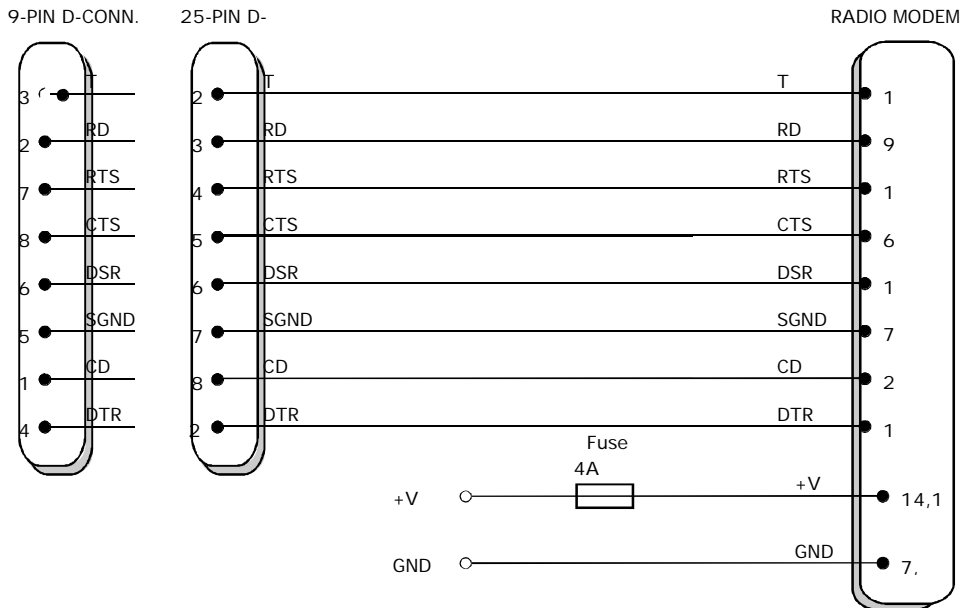 9-PIN D-CONN. 25-PIN D- RADIO MODEM
T T T
3 2 1
RD RD RD
2 3 9
RTS RTS RTS
7 4 1
CTS CTS CTS
8 5 6
DSR DSR DSR
6 6 1
SGND SGND SGND
5 7 7
CD CD CD
1 8 2
DTR DTR DTR
4 2 1
Fuse
4A
+V +V 14,1
GND GND 7,